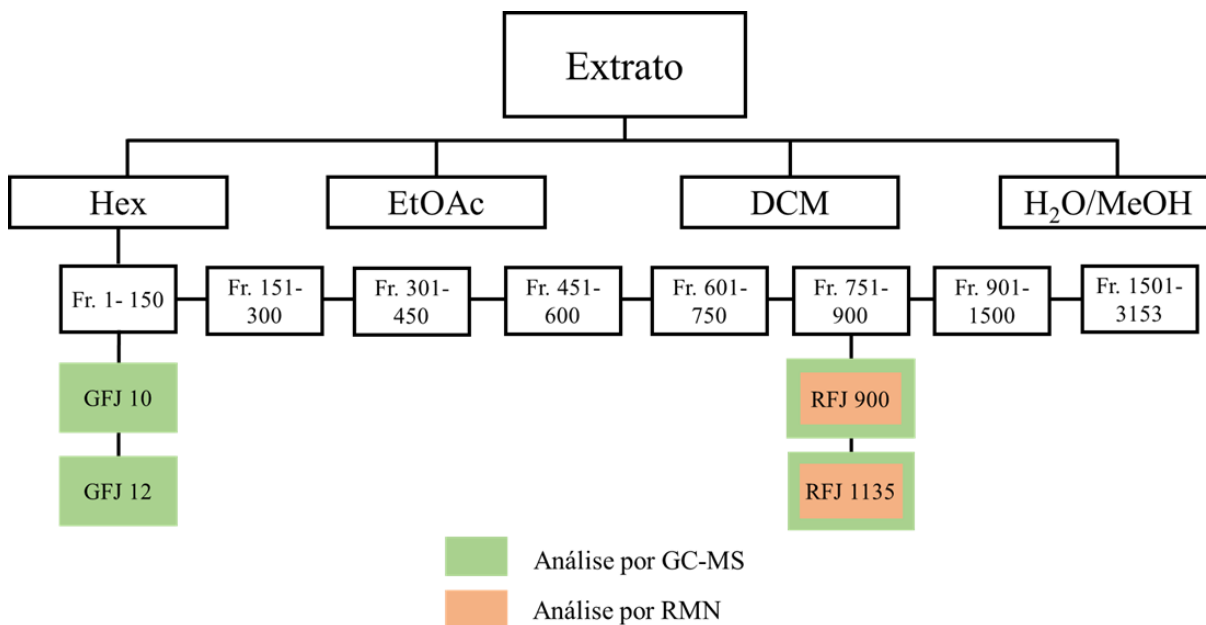 Extrato
Hex
EtOAc
DCM
H₂O/MeOH
Fr. 1- 150
Fr. 151-
300
Fr. 301-
450
Fr. 451-
600
Fr. 601-
750
Fr. 751-
900
Fr. 901-
1500
Fr. 1501-
3153
GFJ 10
RFJ 900
GFJ 12
RFJ 1135
Análise por GC-MS
Análise por RMN